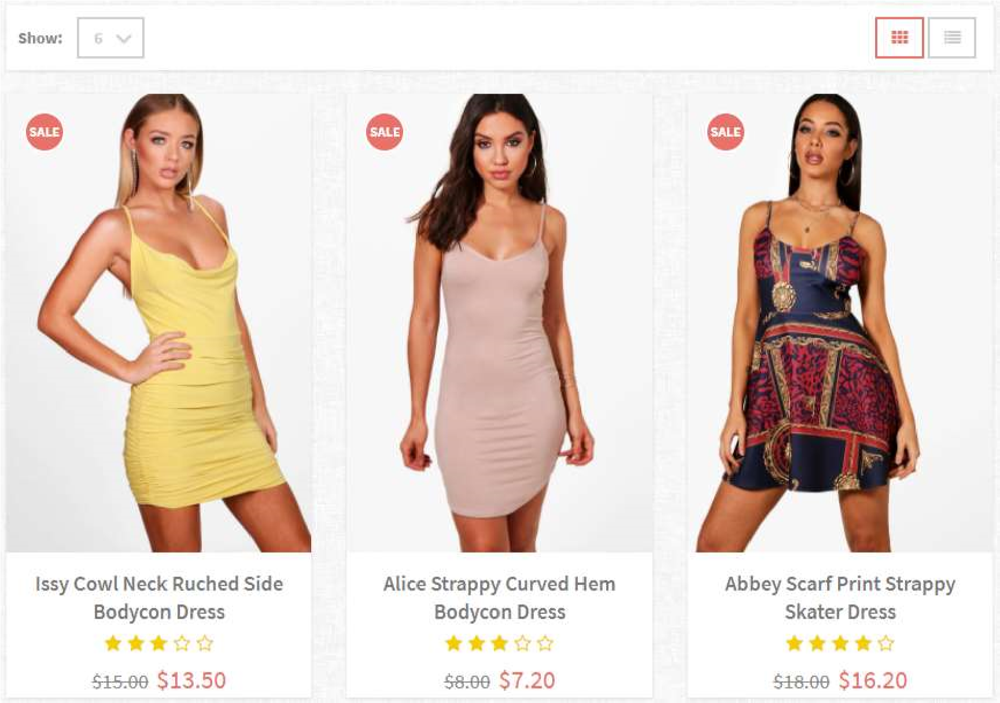 Show: 6
SALE
SALE
SALE
Issy Cowl Neck Ruched Side
Bodycon Dress
$15.00 $13.50
Alice Strappy Curved Hem
Bodycon Dress
$8.00 $7.20
Abbey Scarf Print Strappy
Skater Dress
$18.00 $16.20